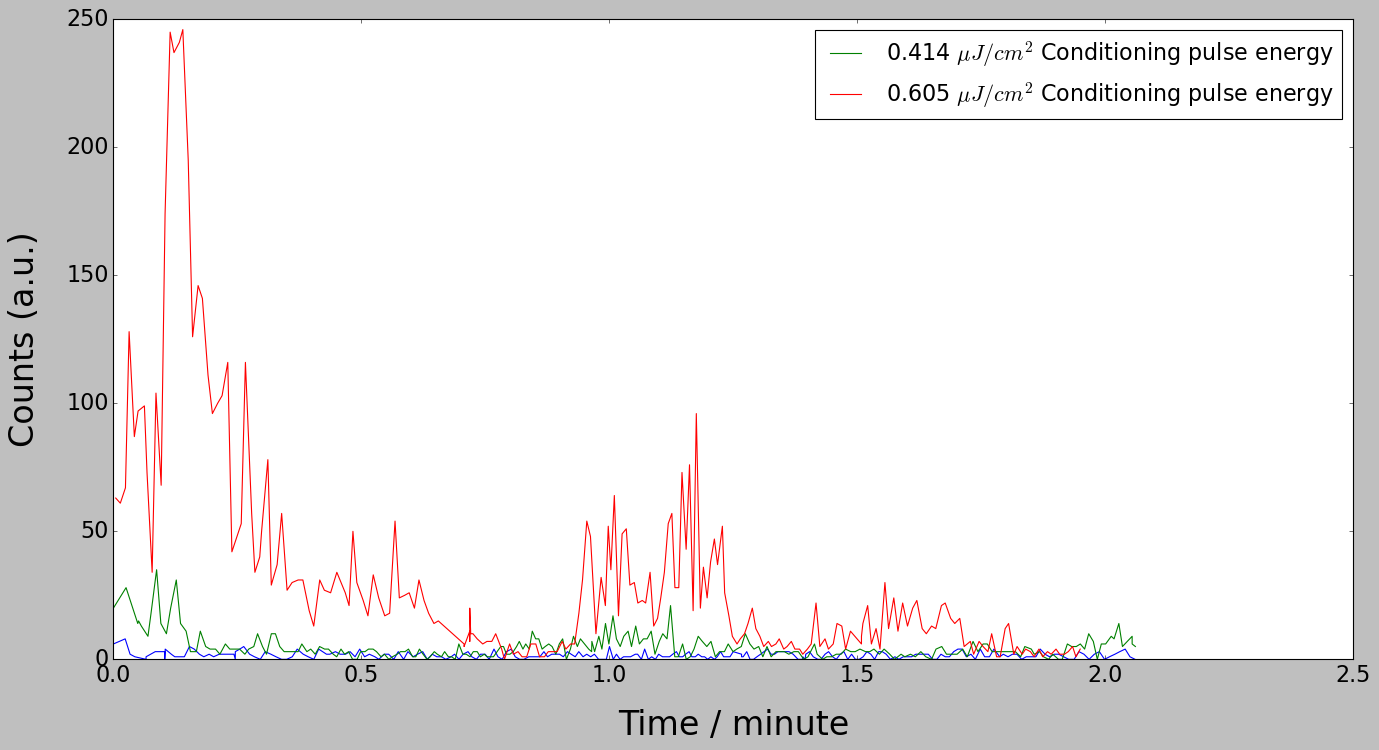 250
200
150
100
50
0
Counts (a.u.)
0.414 μJ/cm² Conditioning pulse energy
0.605 μJ/cm² Conditioning pulse energy
0.0 0.5 1.0 1.5 2.0 2.5
Time / minute